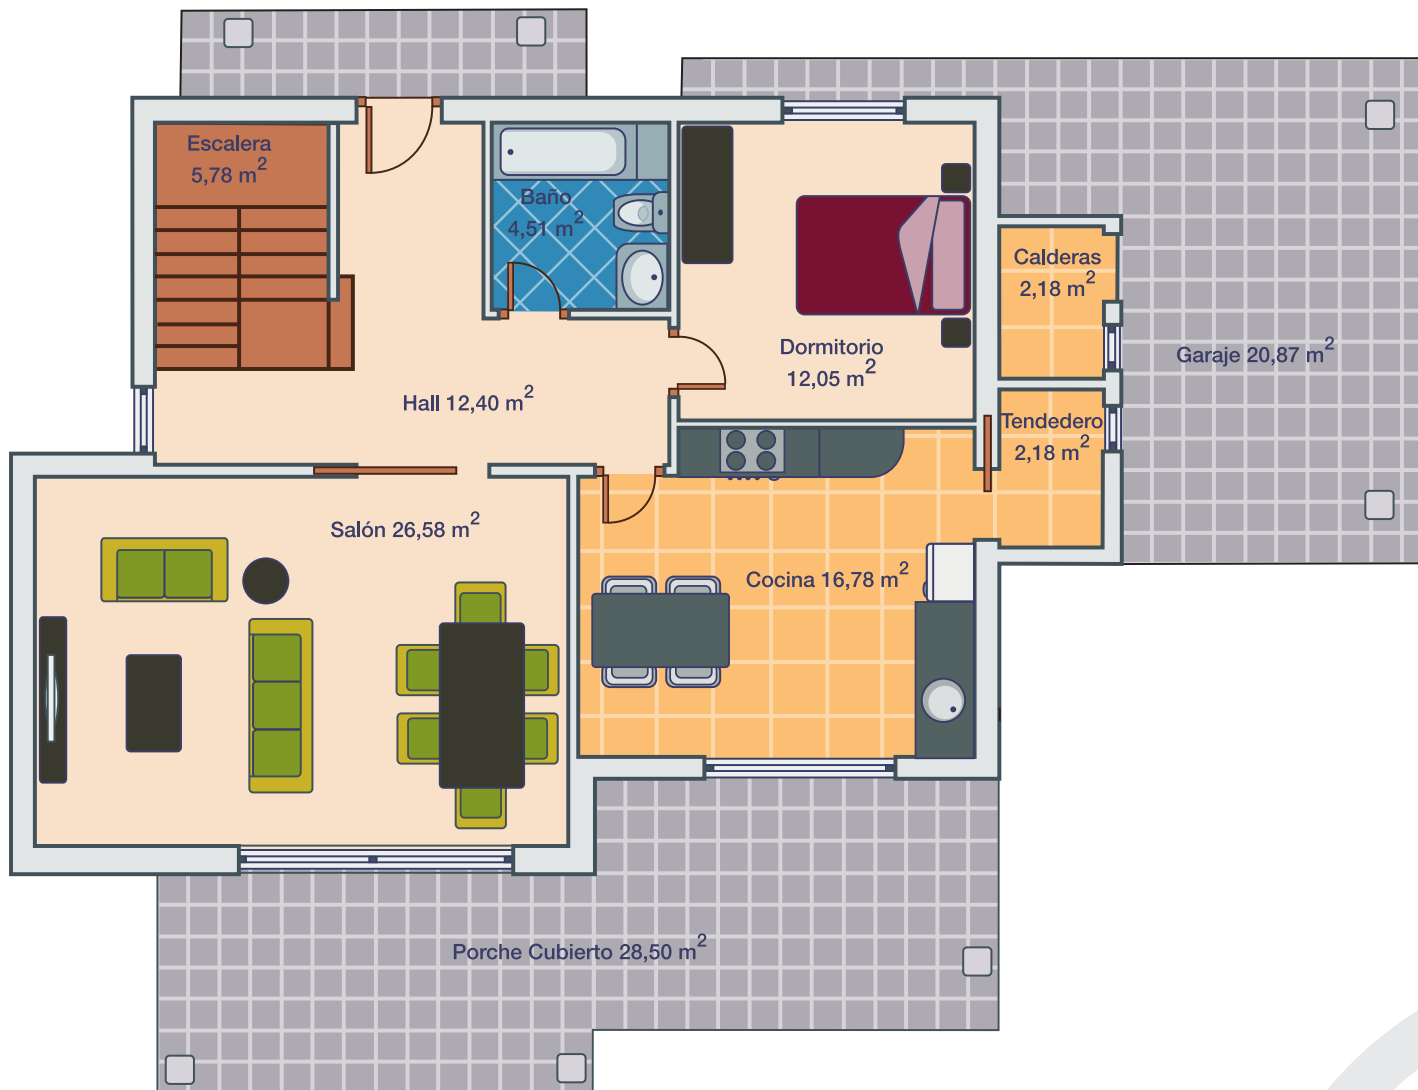 Escalera
5,78 m²
Baño
4,51 m²
Calderas
2,18 m²
Dormitorio
12,05 m²
Garaje 20,87 m²
Hall 12,40 m²
Tendedero
2,18 m²
Salón 26,58 m²
Cocina 16,78 m²
Porche Cubierto 28,50 m²